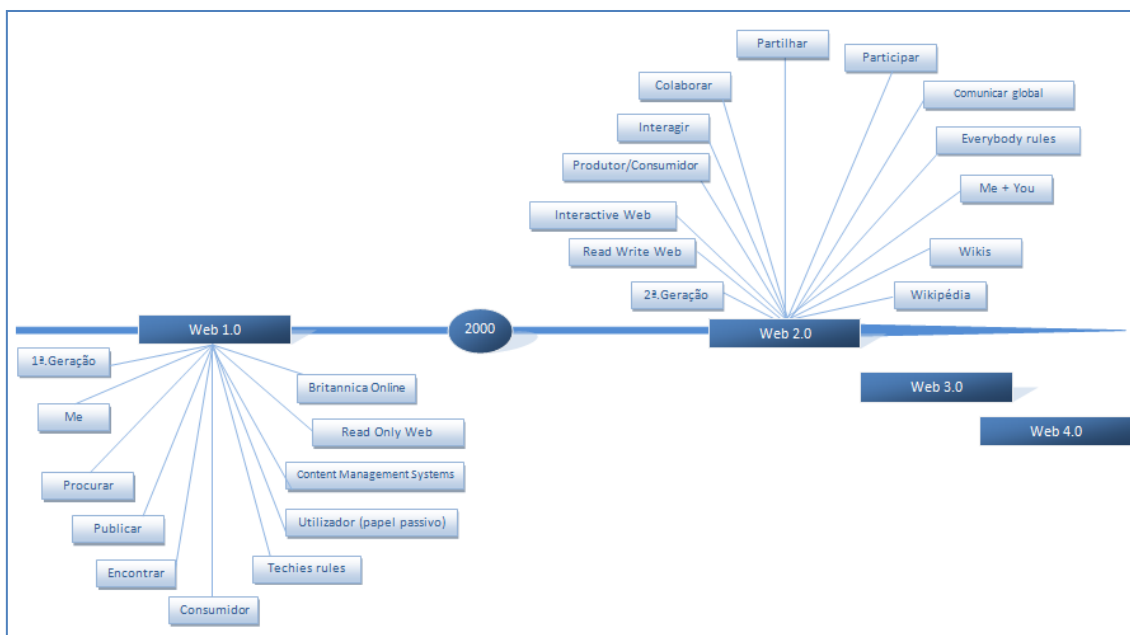 Partilhar
Participar
Colaborar
Comunicar global
Interagir
Everybody rules
Produtor/Consumidor
Me + You
Interactive Web
Read Write Web
Wikis
2ª.Geração
Wikipédia
Web 1.0
2000
Web 2.0
1ª.Geração
Britannica Online
Web 3.0
Me
Read Only Web
Web 4.0
Procurar
Content Management Systems
Publicar
Utilizador (papel passivo)
Encontrar
Techies rules
Consumidor